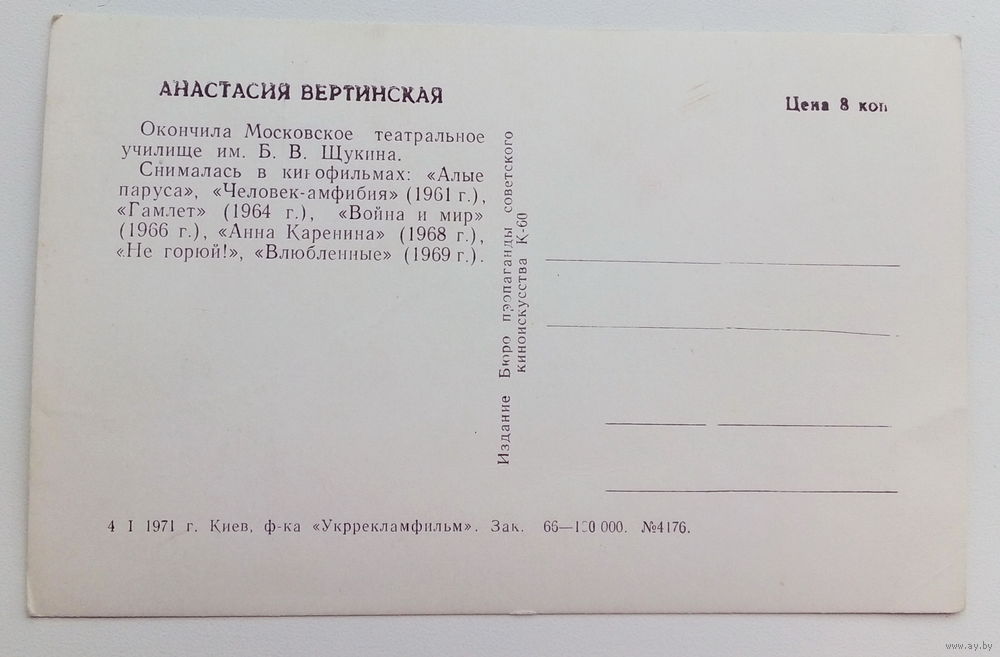 АНАСТАСИЯ ВЕРТИНСКАЯ
Цена 8 коп
Окончила Московское театральное
училище им. Б. В. Щукина.
Снималась в кинофильмах: «Алые
паруса», «Человек-амфибия» (1961 г.),
«Гамлет» (1964 г.), «Война и мир»
(1966 г.), «Анна Каренина» (1968 г.),
«Не горюй!», «Влюбленные» (1969 г.).
Издание Бюро пропаганды советского
киноискусства К-60
4 I 1971 г. Киев, ф-ка «Укррекламфильм». Зак. 66—100 000. №4176.
www.ay.by